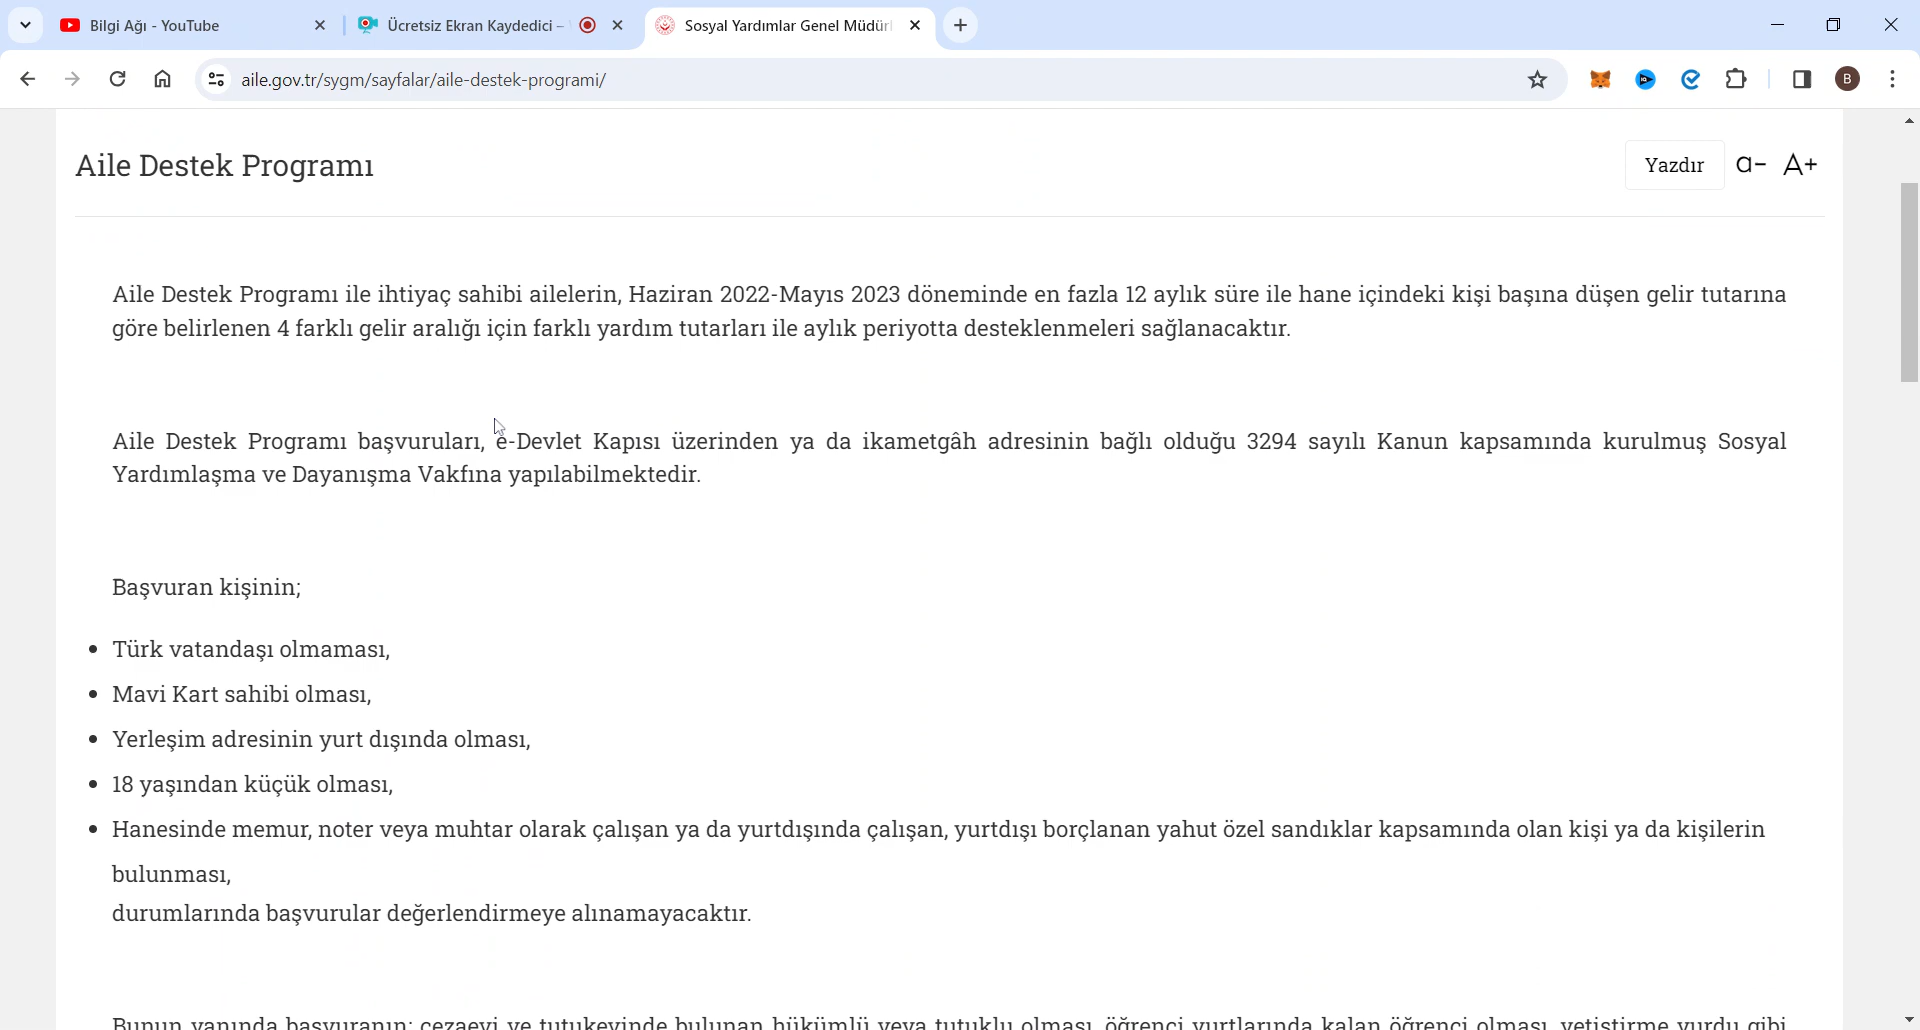 Bilgi Ağı - YouTube
Ücretsiz Ekran Kaydedici –
Sosyal Yardımlar Genel Müdür
aile.gov.tr/sygm/sayfalar/aile-destek-programi/
B
Aile Destek Programı
Yazdır a- A+
Aile Destek Programı ile ihtiyaç sahibi ailelerin, Haziran 2022-Mayıs 2023 döneminde en fazla 12 aylık süre ile hane içindeki kişi başına düşen gelir tutarına
göre belirlenen 4 farklı gelir aralığı için farklı yardım tutarları ile aylık periyotta desteklenmeleri sağlanacaktır.
Aile Destek Programı başvuruları, e-Devlet Kapısı üzerinden ya da ikametgâh adresinin bağlı olduğu 3294 sayılı Kanun kapsamında kurulmuş Sosyal
Yardımlaşma ve Dayanışma Vakfına yapılabilmektedir.
Başvuran kişinin;
• Türk vatandaşı olmaması,
• Mavi Kart sahibi olması,
• Yerleşim adresinin yurt dışında olması,
• 18 yaşından küçük olması,
• Hanesinde memur, noter veya muhtar olarak çalışan ya da yurtdışında çalışan, yurtdışı borçlanan yahut özel sandıklar kapsamında olan kişi ya da kişilerin
bulunması,
durumlarında başvurular değerlendirmeye alınamayacaktır.
Bunun yanında başvuranın; cezaevi ve tutukevinde bulunan hükümlü veya tutuklu olması, öğrenci yurtlarında kalan öğrenci olması, yetiştirme yurdu gibi